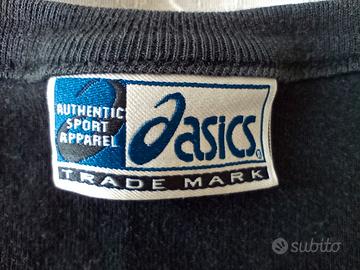 AUTHENTIC
SPORT
APPAREL
asics®
TRADE MARK
subito